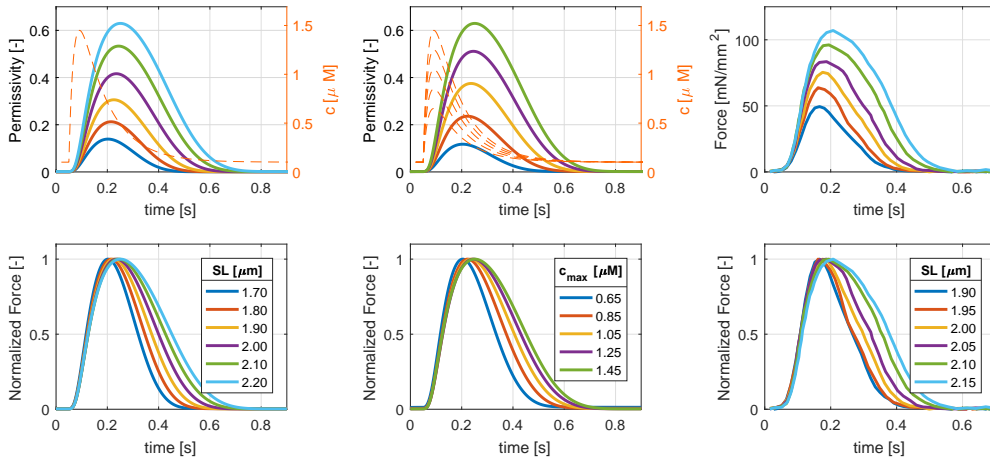 Permissivity [-]
0.6
0.4
0.2
0
0 0.2 0.4 0.6 0.8
time [s]
1.5
1
0.5
0
c [μ M]
Permissivity [-]
0.6
0.4
0.2
0
0 0.2 0.4 0.6 0.8
time [s]
1.5
1
0.5
0
c [μ M]
Force [mN/mm²]
100
50
0
0 0.2 0.4 0.6
time [s]
Normalized Force [-]
1
0.5
0
0 0.2 0.4 0.6 0.8
time [s]
SL [μm]
1.70
1.80
1.90
2.00
2.10
2.20
Normalized Force [-]
1
0.5
0
0 0.2 0.4 0.6 0.8
time [s]
c_max [μM]
0.65
0.85
1.05
1.25
1.45
Normalized Force [-]
1
0.5
0
0 0.2 0.4 0.6
time [s]
SL [μm]
1.90
1.95
2.00
2.05
2.10
2.15